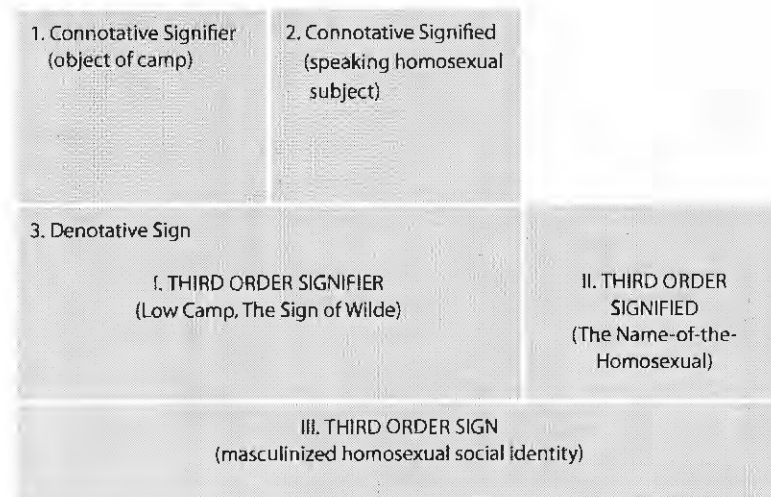 1. Connotative Signifier
(object of camp)
2. Connotative Signified
(speaking homosexual
subject)
3. Denotative Sign
I. THIRD ORDER SIGNIFIER
(Low Camp, The Sign of Wilde)
II. THIRD ORDER
SIGNIFIED
(The Name-of-the-
Homosexual)
III. THIRD ORDER SIGN
(masculinized homosexual social identity)